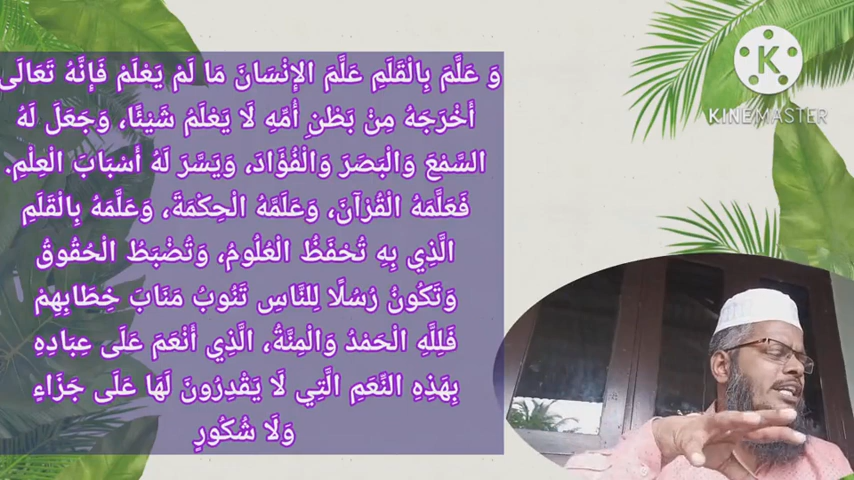 وَ عَلَّمَ بِالْقَلَمِ عَلَّمَ الإِنْسَانَ مَا لَمْ يَعْلَمْ فَإِنَّهُ تَعَالَى
أَخْرَجَهُ مِنْ بَطْنِ أُمِّهِ لَا يَعْلَمُ شَيْئًا، وَجَعَلَ لَهُ
السَّمْعَ وَالْبَصَرَ وَالْفُؤَادَ، وَيَسَّرَ لَهُ أَسْبَابَ الْعِلْمِ.
فَعَلَّمَهُ الْقُرْآنَ، وَعَلَّمَهُ الْحِكْمَةَ، وَعَلَّمَهُ بِالْقَلَمِ
الَّذِي بِهِ تُحْفَظُ الْعُلُومُ، وَتُضْبَطُ الْحُقُوقُ
وَتَكُونُ رُسُلًا لِلنَّاسِ تَنُوبُ مَنَابَ خِطَابِهِمْ
فَلِلَّهِ الْحَمْدُ وَالْمِنَّةُ، الَّذِي أَنْعَمَ عَلَى عِبَادِهِ
بِهَذِهِ النِّعَمِ الَّتِي لَا يَقْدِرُونَ لَهَا عَلَى جَزَاءِ
وَلَا شُكُورٍ
K
KINEMASTER